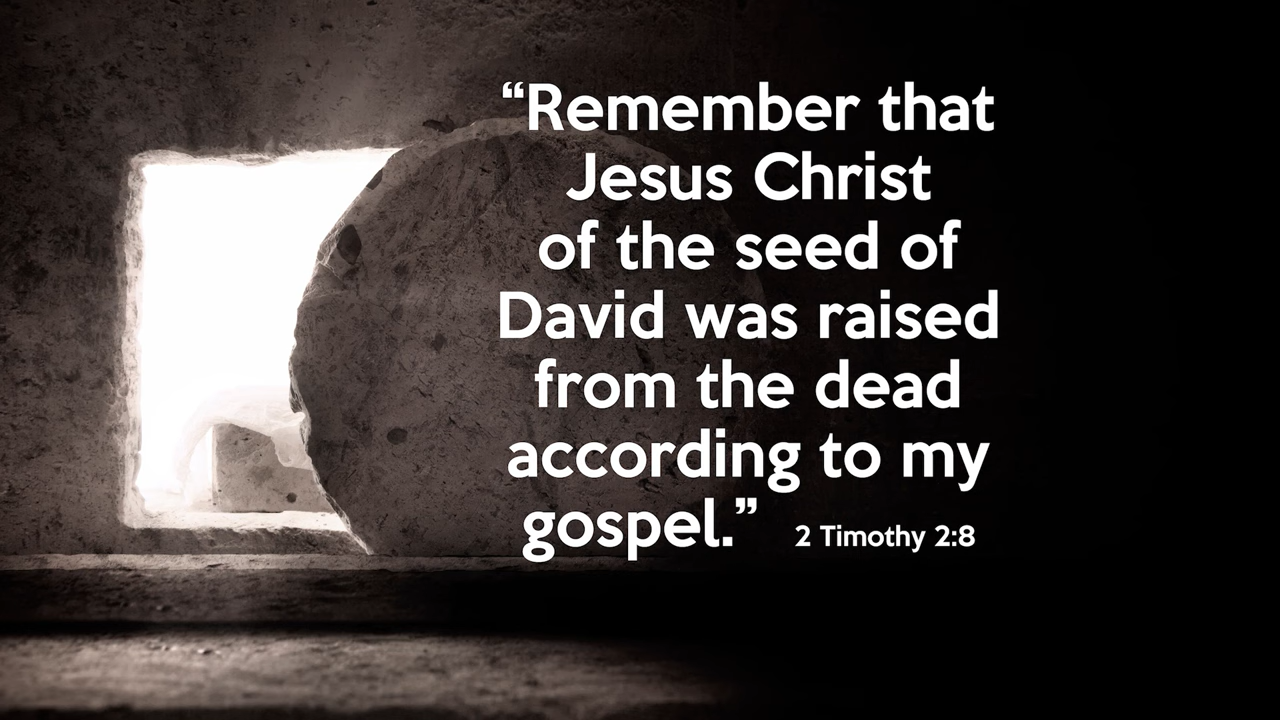 “Remember that
Jesus Christ
of the seed of
David was raised
from the dead
according to my
gospel.” 2 Timothy 2:8